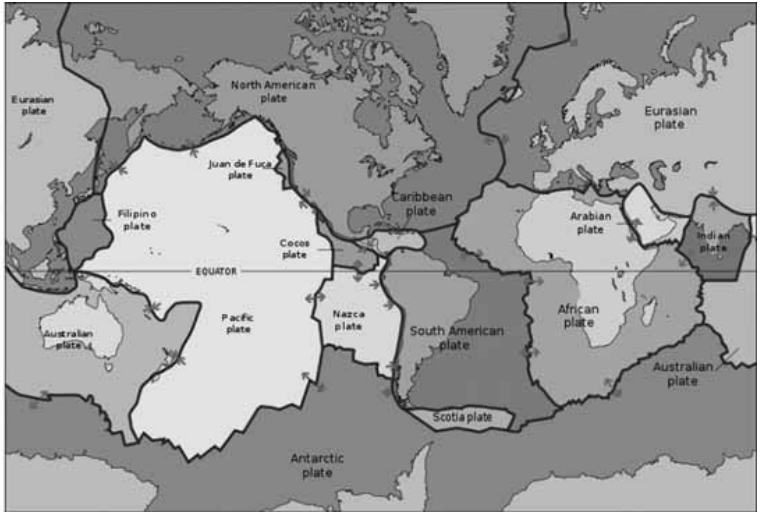 North American
plate
Eurasian
plate
Eurasian
plate
Juan de Fuca
plate
Caribbean
plate
Filipino
plate
Arabian
plate
Cocos
plate
Indian
plate
EQUATOR
Australian
plate
Pacific
plate
Nazca
plate
South American
plate
African
plate
Australian
plate
Scotia plate
Antarctic
plate